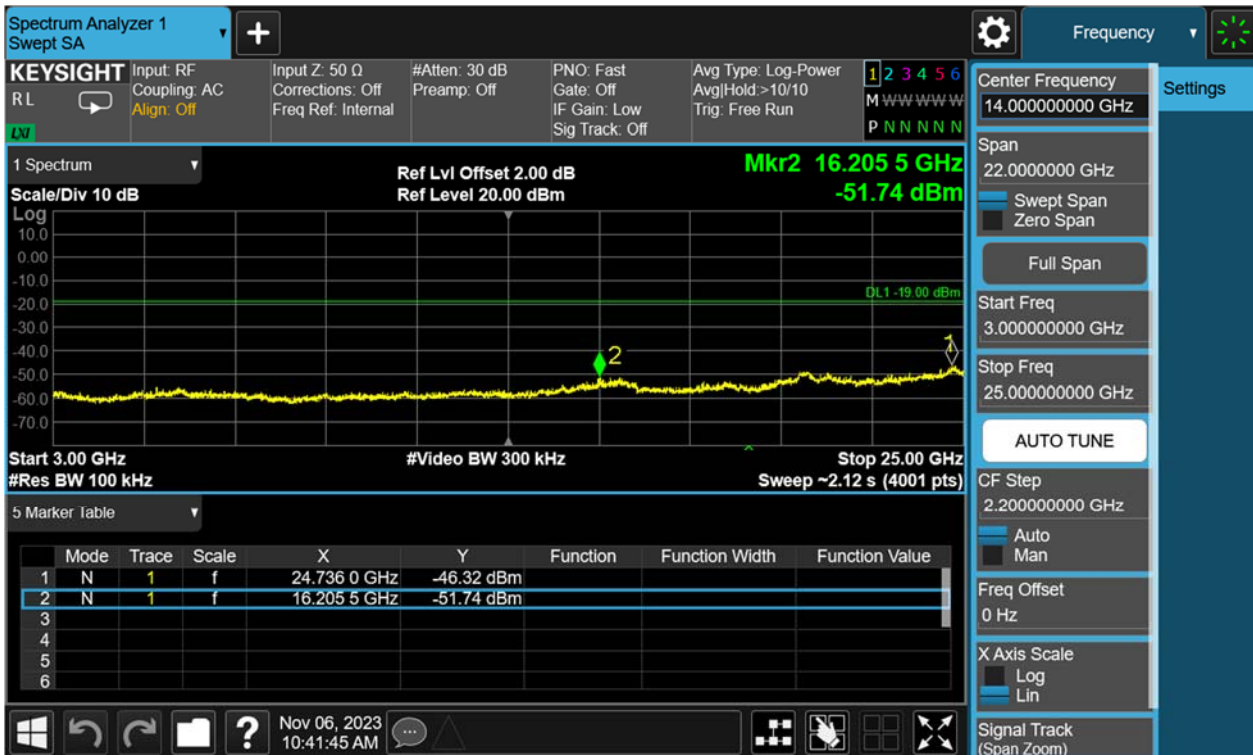 Spectrum Analyzer 1
Swept SA
+
Frequency
KEYSIGHT
RL
LXI
Input: RF
Coupling: AC
Align: Off
Input Z: 50 Ω
Corrections: Off
Freq Ref: Internal
#Atten: 30 dB
Preamp: Off
PNO: Fast
Gate: Off
IF Gain: Low
Sig Track: Off
Avg Type: Log-Power
Avg|Hold:>10/10
Trig: Free Run
1 2 3 4 5 6
M W W W W W
P N N N N N
1 Spectrum
Scale/Div 10 dB
Ref Lvl Offset 2.00 dB
Ref Level 20.00 dBm
Mkr2 16.205 5 GHz
-51.74 dBm
Log
10.0
0.00
-10.0
-20.0
-30.0
-40.0
-50.0
-60.0
-70.0
DL1 -19.00 dBm
2
1
Start 3.00 GHz
#Res BW 100 kHz
#Video BW 300 kHz
Stop 25.00 GHz
Sweep ~2.12 s (4001 pts)
5 Marker Table
Mode Trace Scale X Y Function Function Width Function Value
1 N 1 f 24.736 0 GHz -46.32 dBm
2 N 1 f 16.205 5 GHz -51.74 dBm
3
4
5
6
Center Frequency
14.000000000 GHz
Settings
Span
22.0000000 GHz
Swept Span
Zero Span
Full Span
Start Freq
3.000000000 GHz
Stop Freq
25.000000000 GHz
AUTO TUNE
CF Step
2.200000000 GHz
Auto
Man
Freq Offset
0 Hz
X Axis Scale
Log
Lin
Signal Track
(Span Zoom)
?
Nov 06, 2023
10:41:45 AM